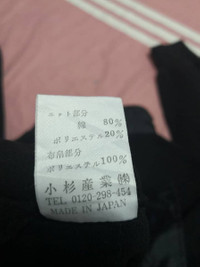 ニット部分
綿 80%
ポリエステル20%
布帛部分
ポリエステル100%
小杉産業㈱
TEL 0120-298-454
MADE IN JAPAN